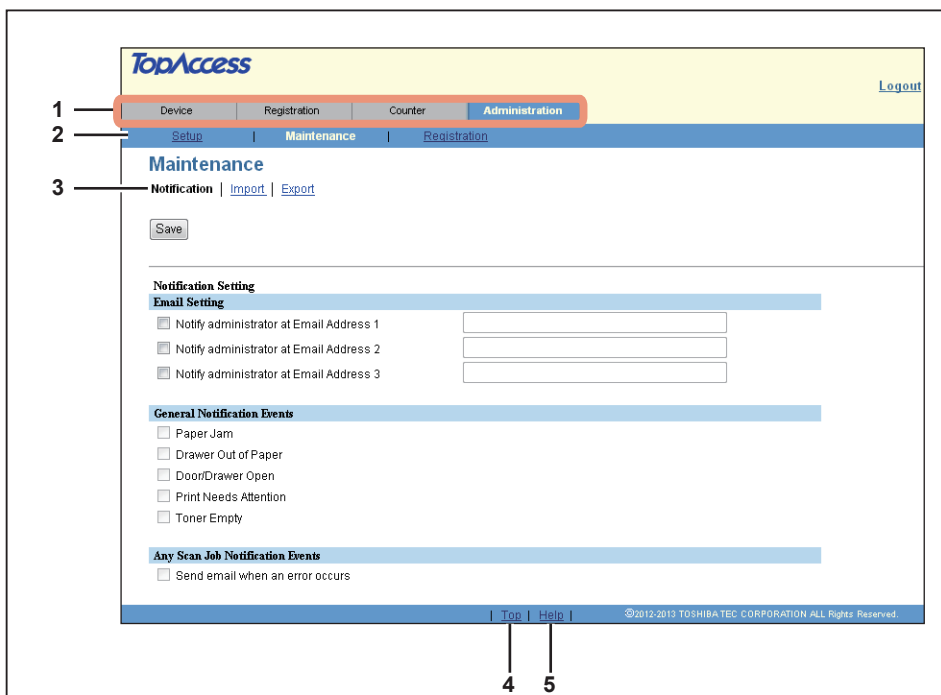 TopAccess
Logout
1 Device Registration Counter Administration
2 Setup | Maintenance | Registration
Maintenance
3 Notification | Import | Export
Save
Notification Setting
Email Setting
Notify administrator at Email Address 1
Notify administrator at Email Address 2
Notify administrator at Email Address 3
General Notification Events
Paper Jam
Drawer Out of Paper
Door/Drawer Open
Print Needs Attention
Toner Empty
Any Scan Job Notification Events
Send email when an error occurs
| Top | Help | ©2012-2013 TOSHIBA TEC CORPORATION ALL Rights Reserved.
4 5